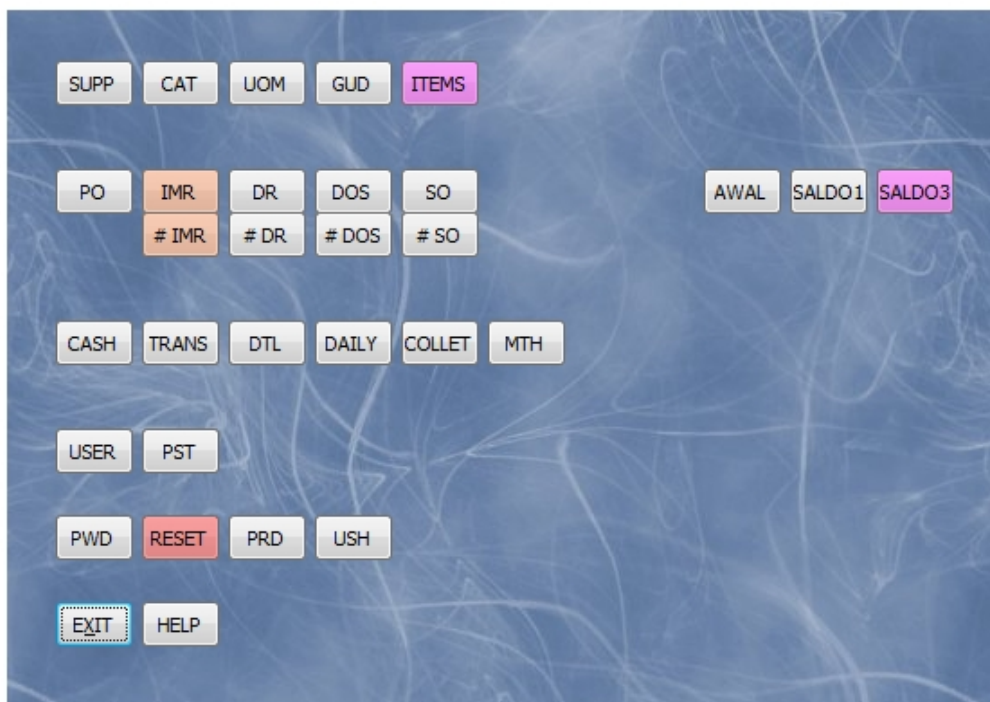 SUPP CAT UOM GUD ITEMS
PO IMR DR DOS SO AWAL SALDO1 SALDO3
# IMR # DR # DOS # SO
CASH TRANS DTL DAILY COLLET MTH
USER PST
PWD RESET PRD USH
EXIT HELP